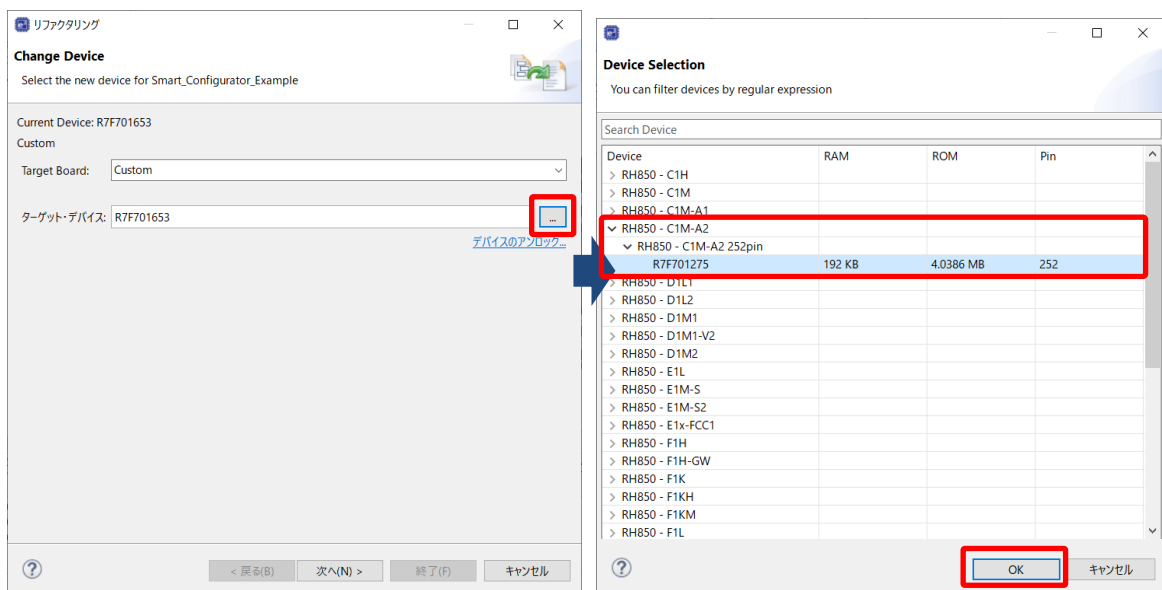 リファクタリング
Change Device
Select the new device for Smart_Configurator_Example
Current Device: R7F701653
Custom
Target Board: Custom
ターゲット・デバイス: R7F701653 ...
デバイスのアンロック...
< 戻る(B) 次へ(N) > 終了(F) キャンセル
Device Selection
You can filter devices by regular expression
Search Device
Device RAM ROM Pin
RH850 - C1H
RH850 - C1M
RH850 - C1M-A1
RH850 - C1M-A2
RH850 - C1M-A2 252pin
R7F701275 192 KB 4.0386 MB 252
RH850 - D1L1
RH850 - D1L2
RH850 - D1M1
RH850 - D1M1-V2
RH850 - D1M2
RH850 - E1L
RH850 - E1M-S
RH850 - E1M-S2
RH850 - E1x-FCC1
RH850 - F1H
RH850 - F1H-GW
RH850 - F1K
RH850 - F1KH
RH850 - F1KM
RH850 - F1L
OK キャンセル